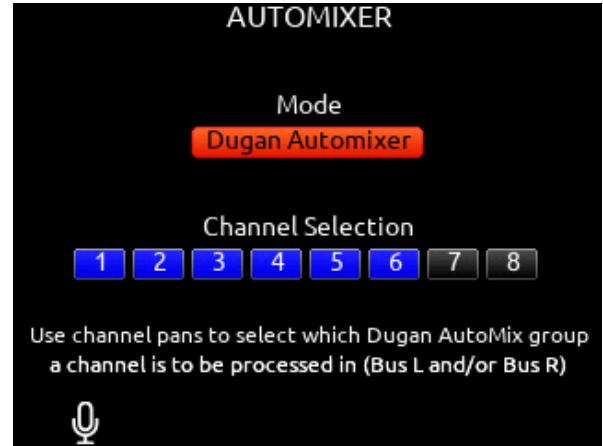 AUTOMIXER
Mode
Dugan Automixer
Channel Selection
1 2 3 4 5 6 7 8
Use channel pans to select which Dugan AutoMix group
a channel is to be processed in (Bus L and/or Bus R)